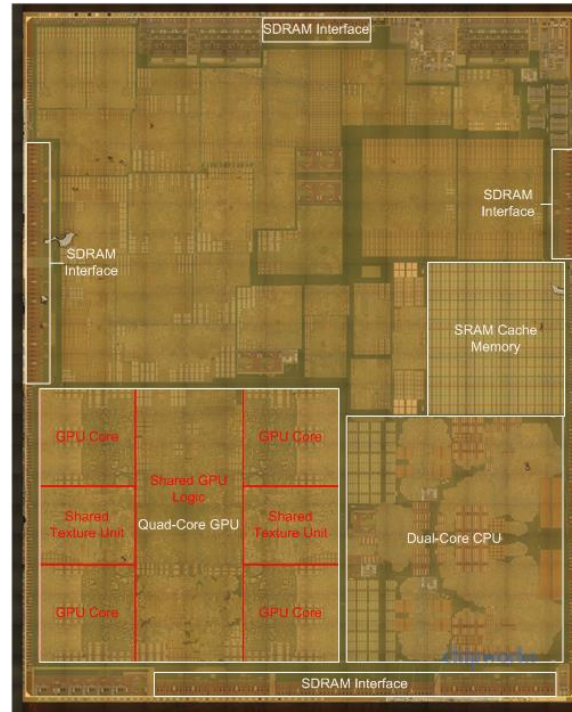 SDRAM Interface
SDRAM
Interface
SDRAM
Interface
SRAM Cache
Memory
GPU Core
GPU Core
Shared GPU
Logic
Shared
Texture Unit
Quad-Core GPU
Shared
Texture Unit
Dual-Core CPU
GPU Core
GPU Core
chipworks
SDRAM Interface